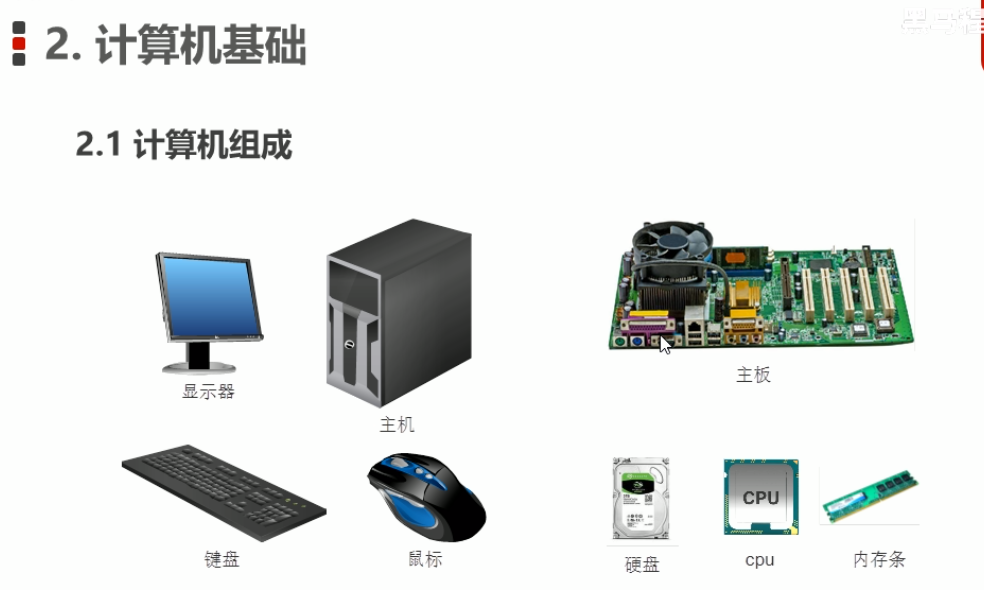 2. 计算机基础
2.1 计算机组成
显示器
主机
主板
键盘
鼠标
硬盘
CPU
cpu
内存条